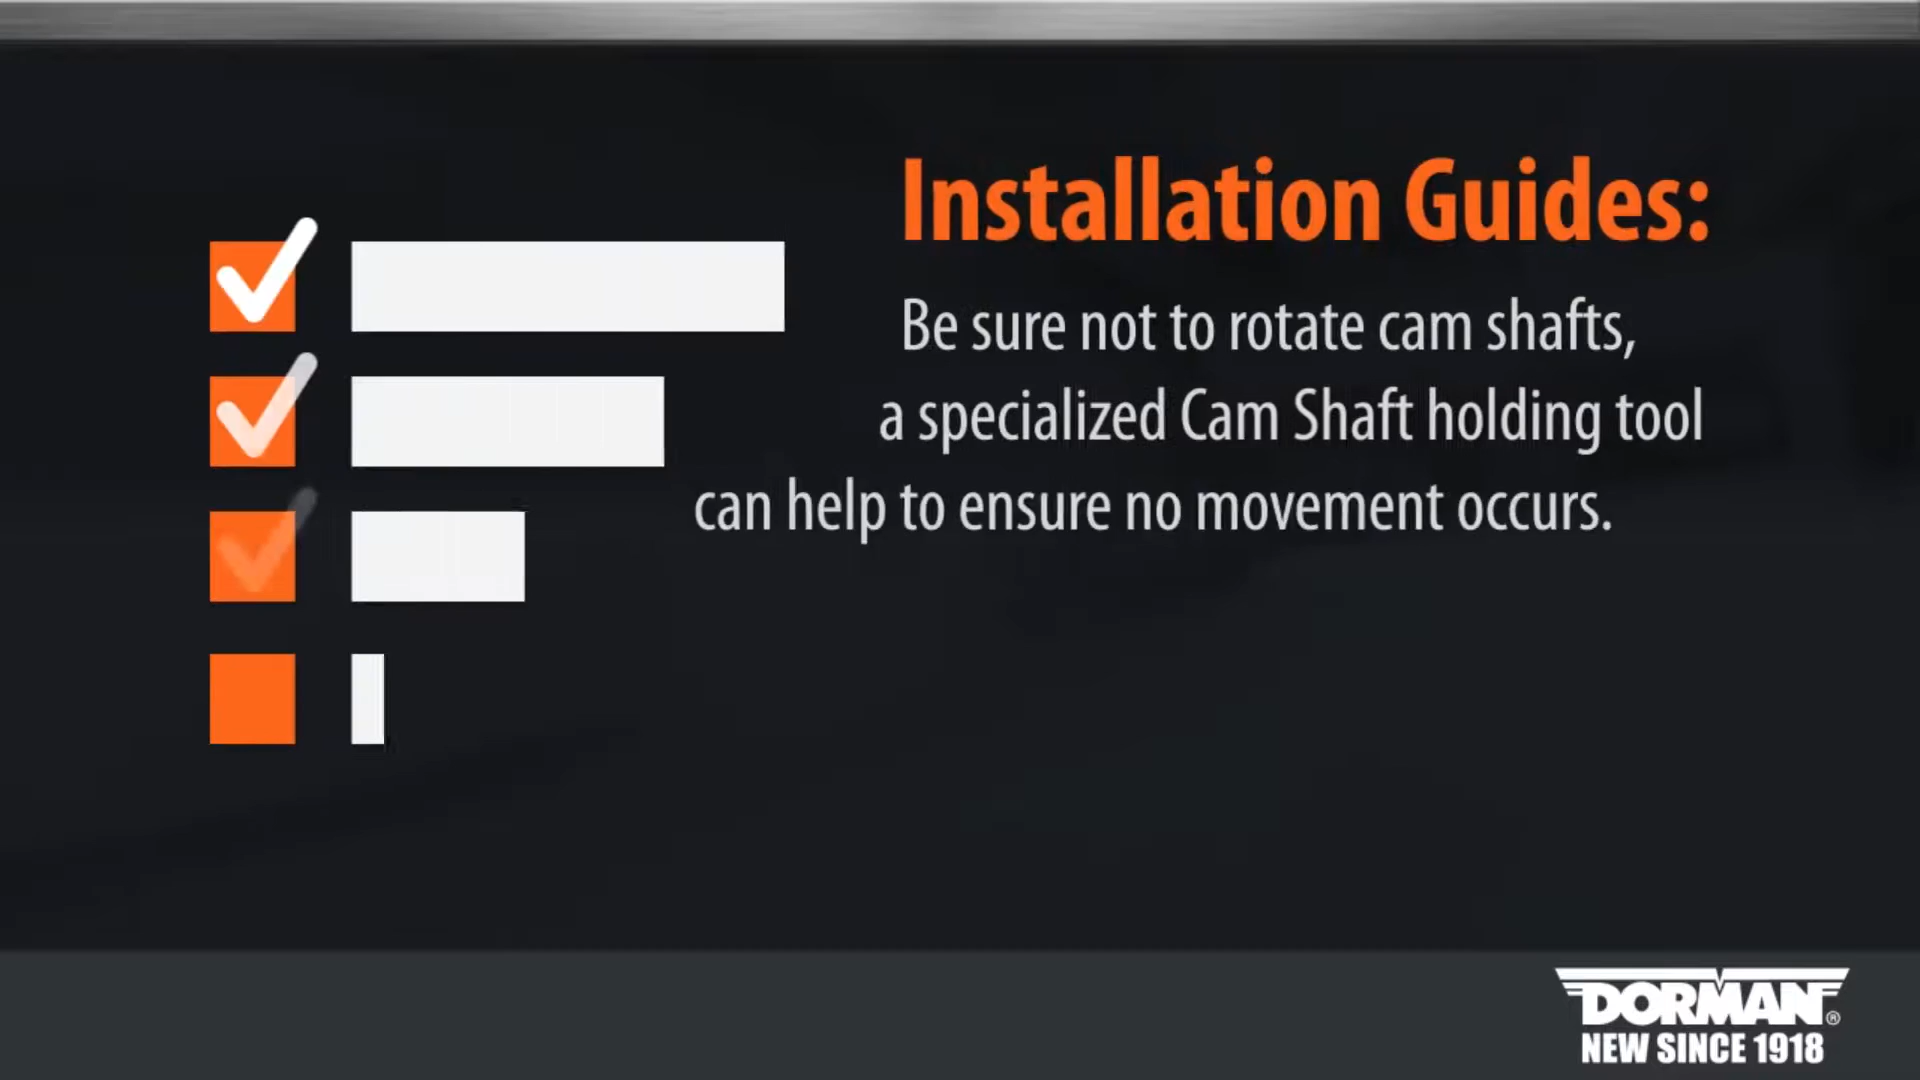 Installation Guides:
Be sure not to rotate cam shafts,
a specialized Cam Shaft holding tool
can help to ensure no movement occurs.
DORMAN®
NEW SINCE 1918